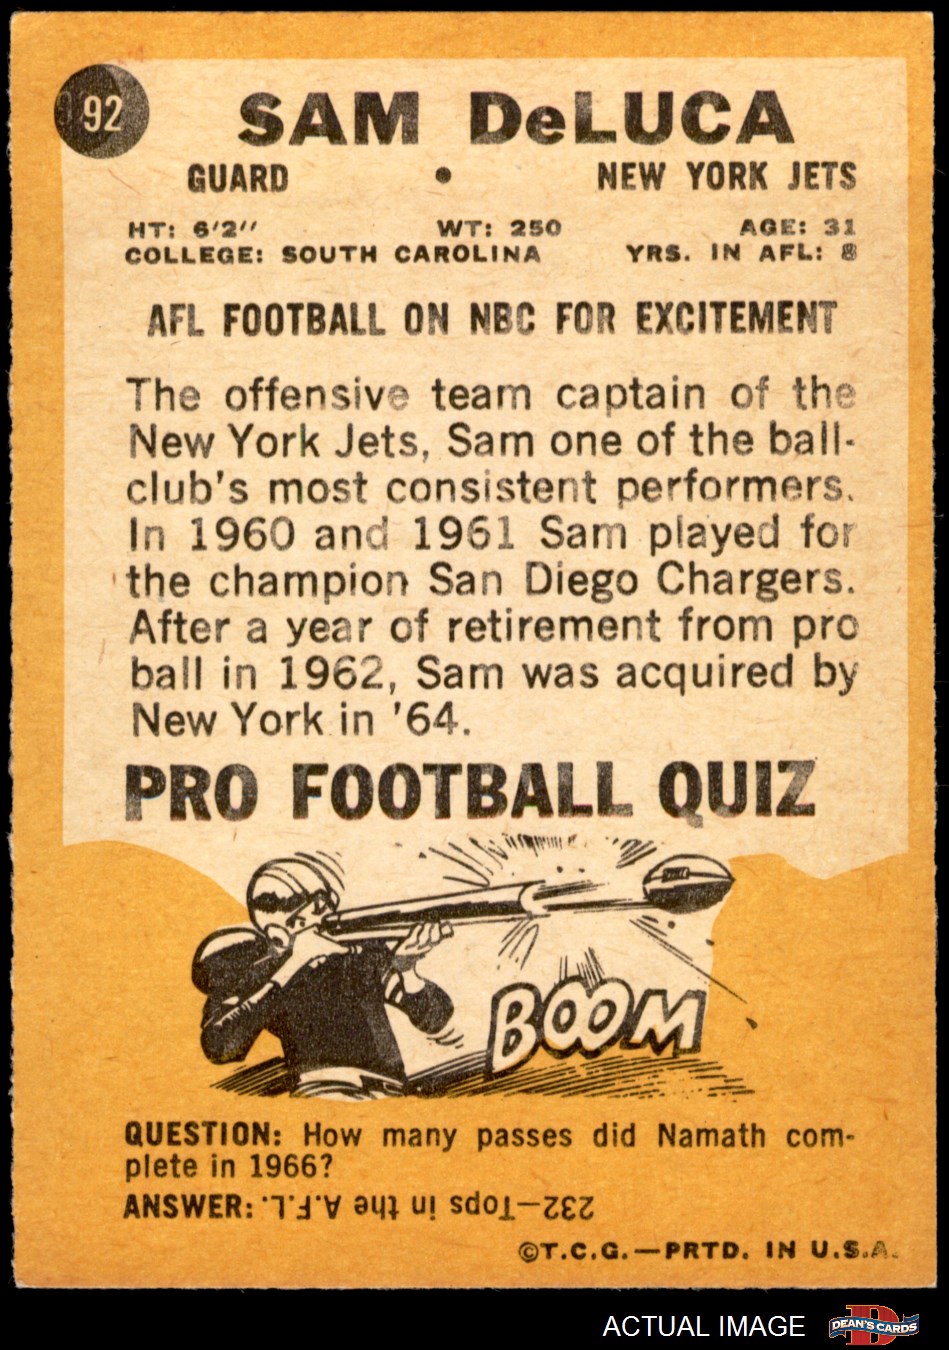 92
SAM DeLUCA
GUARD • NEW YORK JETS
HT: 6'2" WT: 250 AGE: 31
COLLEGE: SOUTH CAROLINA YRS. IN AFL: 8
AFL FOOTBALL ON NBC FOR EXCITEMENT
The offensive team captain of the
New York Jets, Sam one of the ball-
club's most consistent performers.
In 1960 and 1961 Sam played for
the champion San Diego Chargers.
After a year of retirement from pro
ball in 1962, Sam was acquired by
New York in '64.
PRO FOOTBALL QUIZ
BOOM
QUESTION: How many passes did Namath com-
plete in 1966?
ANSWER: 232—Tops in the A.F.L.
©T.C.G.—PRTD. IN U.S.A.
ACTUAL IMAGE
D
DEAN'S CARDS